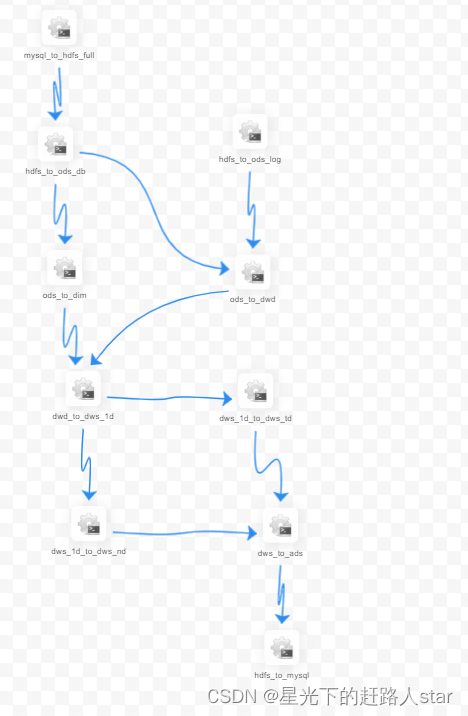 mysql_to_hdfs_full
hdfs_to_ods_db
hdfs_to_ods_log
ods_to_dim
ods_to_dwd
dwd_to_dws_1d
dws_1d_to_dws_td
dws_1d_to_dws_nd
dws_to_ads
hdfs_to_mysql
CSDN @星光下的赶路人star